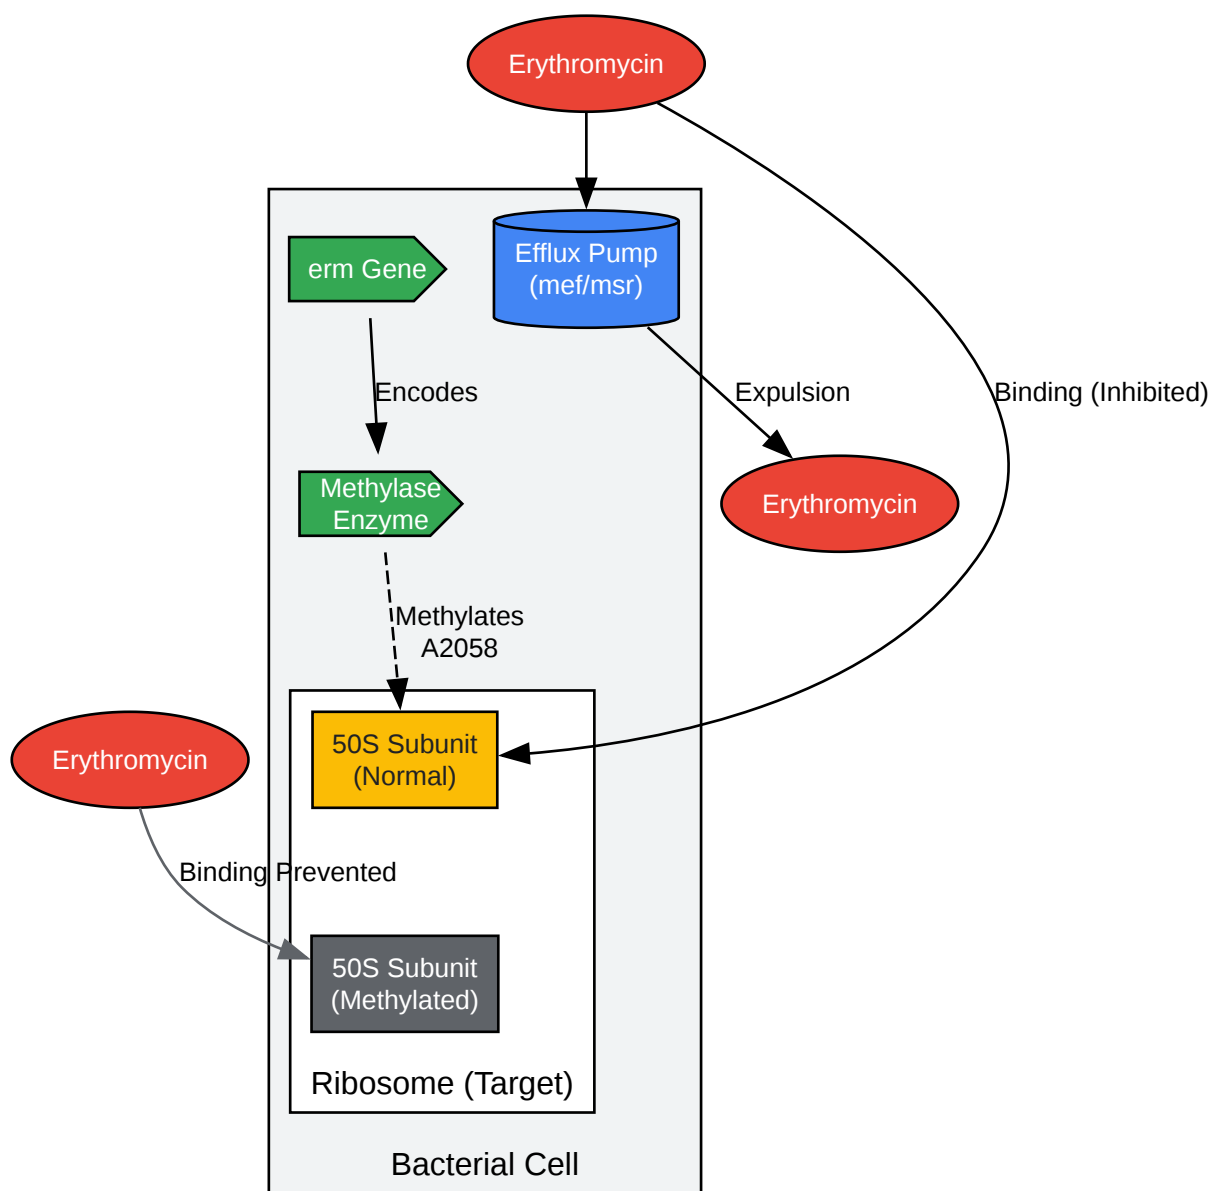 Erythromycin
erm Gene
Efflux Pump
(mef/msr)
Encodes
Expulsion
Binding (Inhibited)
Methylase
Enzyme
Erythromycin
Methylates
A2058
Erythromycin
50S Subunit
(Normal)
Binding Prevented
50S Subunit
(Methylated)
Ribosome (Target)
Bacterial Cell